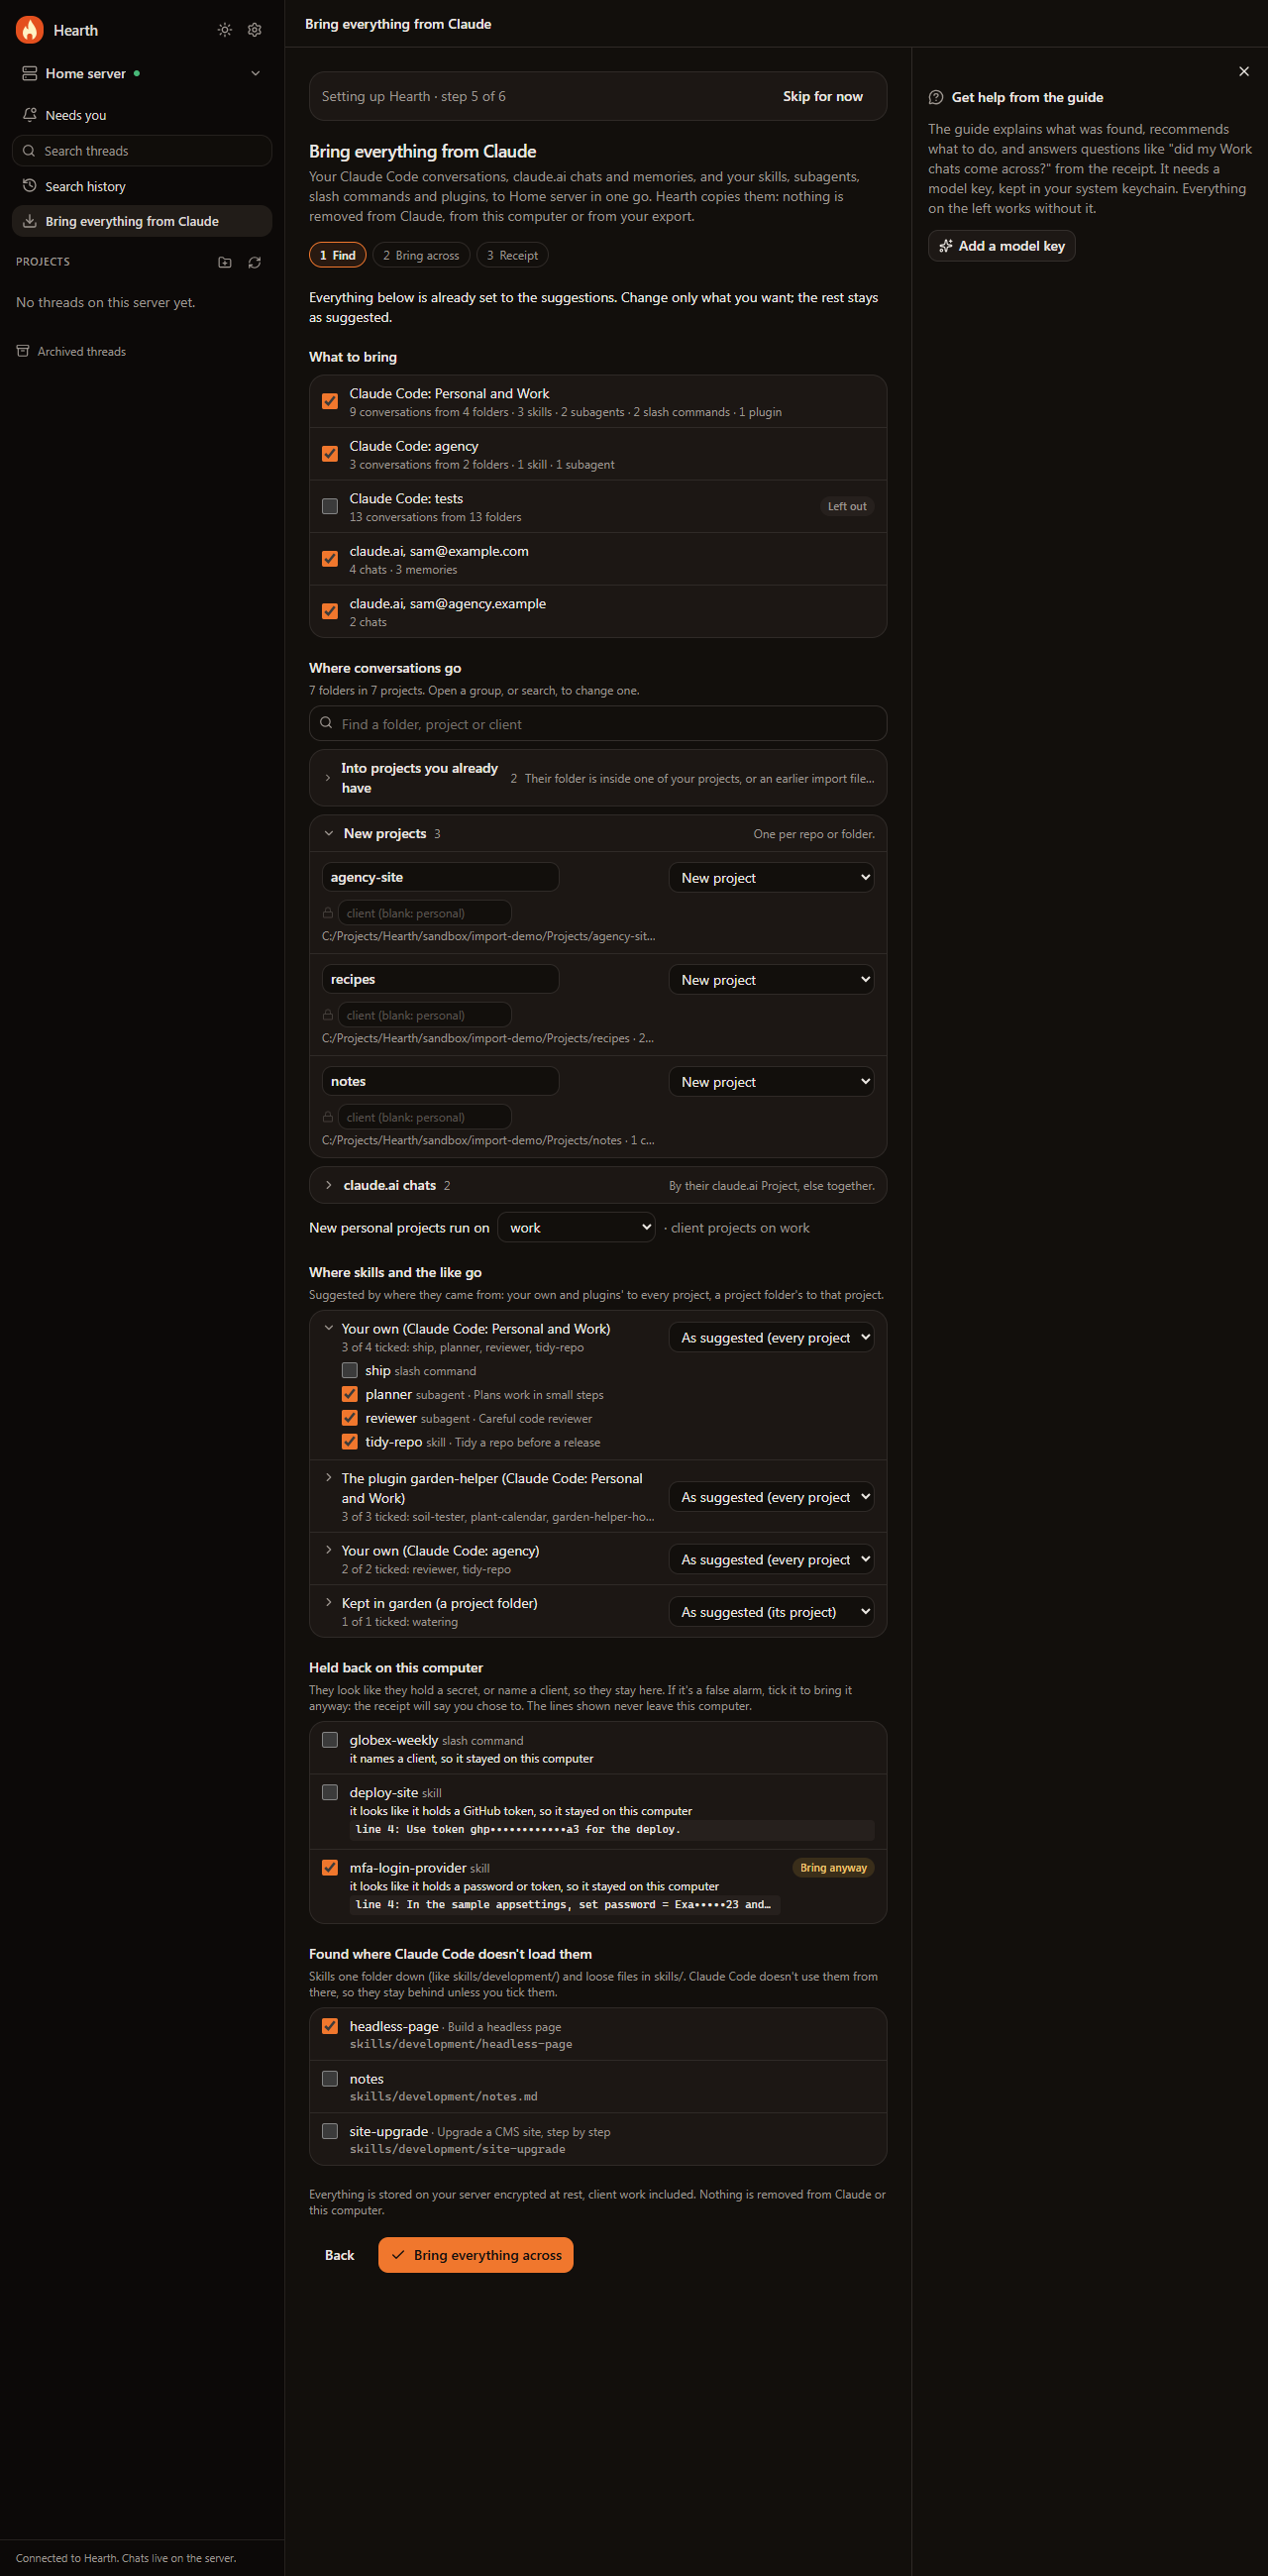 Hearth
Home server
Needs you
Search threads
Search history
Bring everything from Claude
PROJECTS
No threads on this server yet.
Archived threads
Connected to Hearth. Chats live on the server.
Bring everything from Claude
Setting up Hearth · step 5 of 6
Skip for now
Bring everything from Claude
Your Claude Code conversations, claude.ai chats and memories, and your skills, subagents,
slash commands and plugins, to Home server in one go. Hearth copies them: nothing is
removed from Claude, from this computer or from your export.
1 Find
2 Bring across
3 Receipt
Everything below is already set to the suggestions. Change only what you want; the rest stays
as suggested.
What to bring
Claude Code: Personal and Work
9 conversations from 4 folders · 3 skills · 2 subagents · 2 slash commands · 1 plugin
Claude Code: agency
3 conversations from 2 folders · 1 skill · 1 subagent
Claude Code: tests
13 conversations from 13 folders
Left out
claude.ai, sam@example.com
4 chats · 3 memories
claude.ai, sam@agency.example
2 chats
Where conversations go
7 folders in 7 projects. Open a group, or search, to change one.
Find a folder, project or client
Into projects you already
have
2 Their folder is inside one of your projects, or an earlier import file...
New projects 3
One per repo or folder.
agency-site
New project
client (blank: personal)
C:/Projects/Hearth/sandbox/import-demo/Projects/agency-sit...
recipes
New project
client (blank: personal)
C:/Projects/Hearth/sandbox/import-demo/Projects/recipes · 2...
notes
New project
client (blank: personal)
C:/Projects/Hearth/sandbox/import-demo/Projects/notes · 1 c...
claude.ai chats 2
By their claude.ai Project, else together.
New personal projects run on
work
· client projects on work
Where skills and the like go
Suggested by where they came from: your own and plugins' to every project, a project folder's to that project.
Your own (Claude Code: Personal and Work)
3 of 4 ticked: ship, planner, reviewer, tidy-repo
As suggested (every project
ship slash command
planner subagent · Plans work in small steps
reviewer subagent · Careful code reviewer
tidy-repo skill · Tidy a repo before a release
The plugin garden-helper (Claude Code: Personal
and Work)
3 of 3 ticked: soil-tester, plant-calendar, garden-helper-ho...
As suggested (every project
Your own (Claude Code: agency)
2 of 2 ticked: reviewer, tidy-repo
As suggested (every project
Kept in garden (a project folder)
1 of 1 ticked: watering
As suggested (its project)
Held back on this computer
They look like they hold a secret, or name a client, so they stay here. If it's a false alarm, tick it to bring it
anyway: the receipt will say you chose to. The lines shown never leave this computer.
globex-weekly slash command
it names a client, so it stayed on this computer
deploy-site skill
it looks like it holds a GitHub token, so it stayed on this computer
line 4: Use token ghp••••••••••••a3 for the deploy.
mfa-login-provider skill
Bring anyway
it looks like it holds a password or token, so it stayed on this computer
line 4: In the sample appsettings, set password = Exa•••••23 and…
Found where Claude Code doesn't load them
Skills one folder down (like skills/development/) and loose files in skills/. Claude Code doesn't use them from
there, so they stay behind unless you tick them.
headless-page · Build a headless page
skills/development/headless-page
notes
skills/development/notes.md
site-upgrade · Upgrade a CMS site, step by step
skills/development/site-upgrade
Everything is stored on your server encrypted at rest, client work included. Nothing is removed from Claude or
this computer.
Back
Bring everything across
Get help from the guide
The guide explains what was found, recommends
what to do, and answers questions like "did my Work
chats come across?" from the receipt. It needs a
model key, kept in your system keychain. Everything
on the left works without it.
Add a model key